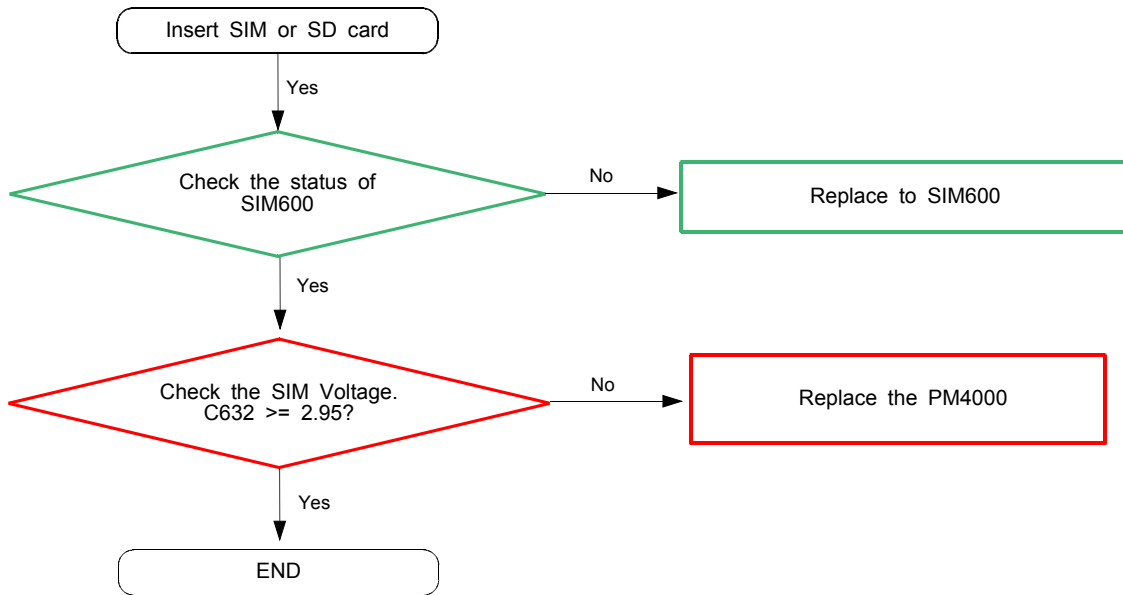 Insert SIM or SD card
Yes
Check the status of
SIM600
No
Replace to SIM600
Yes
Check the SIM Voltage.
C632 >= 2.95?
No
Replace the PM4000
Yes
END